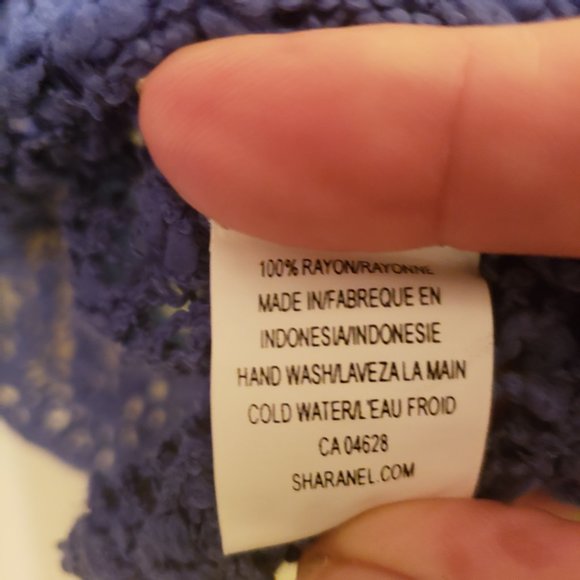 100% RAYON/RAYONNE
MADE IN/FABREQUE EN
INDONESIA/INDONESIE
HAND WASH/LAVEZA LA MAIN
COLD WATER/L'EAU FROID
CA 04628
SHARANEL.COM